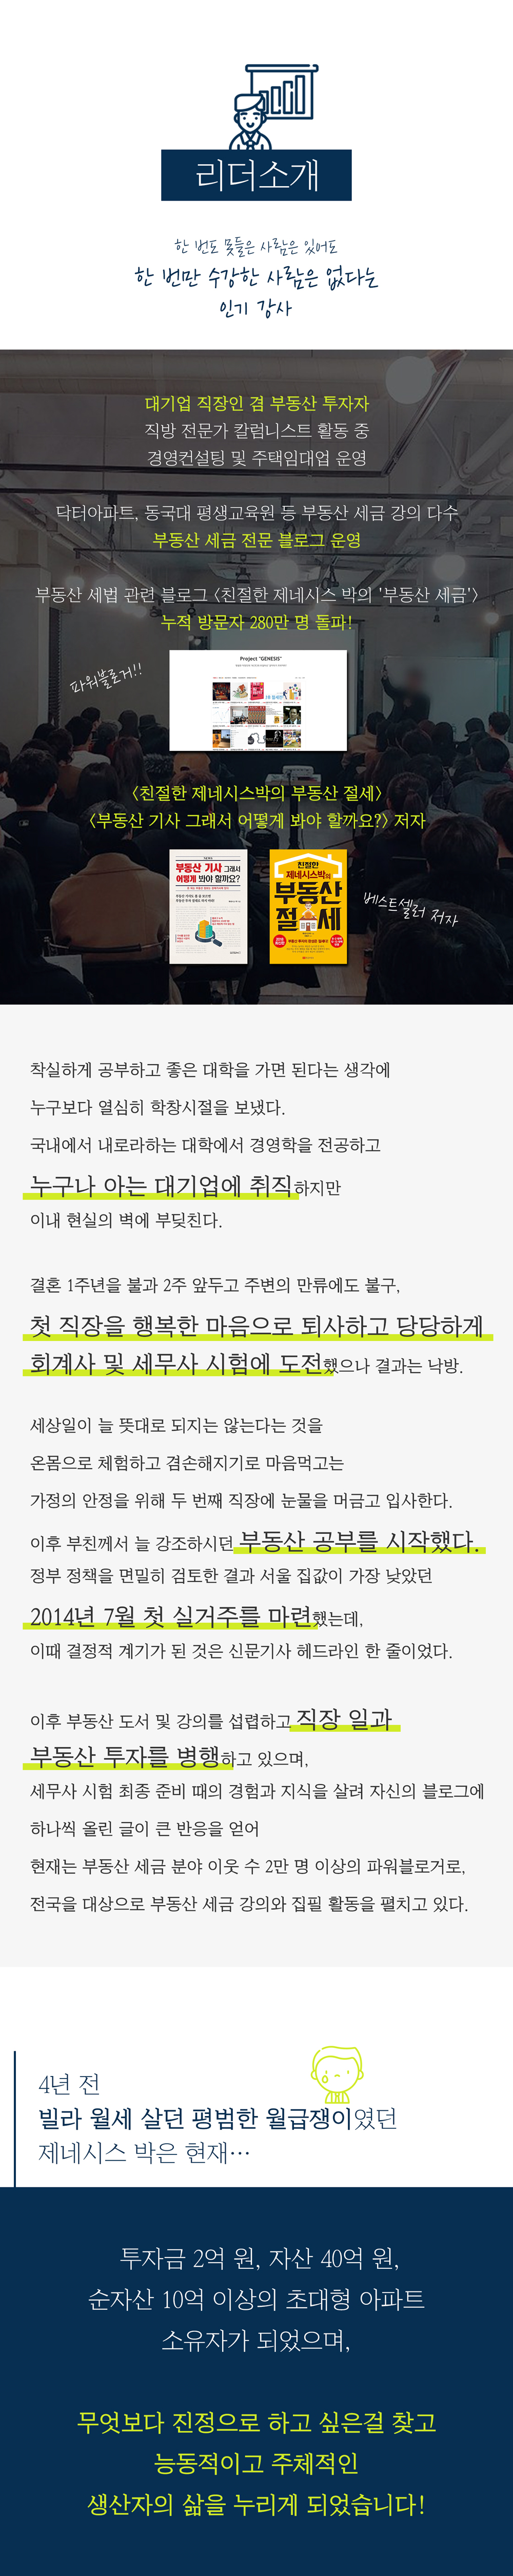 리더소개
한 번도 못들은 사람은 있어도
한 번만 수강한 사람은 없다는
인기 강사
대기업 직장인 겸 부동산 투자자
직방 전문가 칼럼니스트 활동 중
경영컨설팅 및 주택임대업 운영
닥터아파트, 동국대 평생교육원 등 부동산 세금 강의 다수
부동산 세금 전문 블로그 운영
부동산 세법 관련 블로그 <친절한 제네시스 박의 '부동산 세금'>
누적 방문자 280만 명 돌파!
파워블로거!!
Project "GENESIS"
<친절한 제네시스박의 부동산 절세>
<부동산 기사 그래서 어떻게 봐야 할까요?> 저자
부동산 기사 그래서
어떻게 봐야 할까요?
친절한
제네시스박의
부동산
절세
베스트셀러 저자
착실하게 공부하고 좋은 대학을 가면 된다는 생각에
누구보다 열심히 학창시절을 보냈다.
국내에서 내로라하는 대학에서 경영학을 전공하고
누구나 아는 대기업에 취직하지만
이내 현실의 벽에 부딪친다.
결혼 1주년을 불과 2주 앞두고 주변의 만류에도 불구,
첫 직장을 행복한 마음으로 퇴사하고 당당하게
회계사 및 세무사 시험에 도전했으나 결과는 낙방.
세상일이 늘 뜻대로 되지는 않는다는 것을
온몸으로 체험하고 겸손해지기로 마음먹고는
가정의 안정을 위해 두 번째 직장에 눈물을 머금고 입사한다.
이후 부친께서 늘 강조하시던 부동산 공부를 시작했다.
정부 정책을 면밀히 검토한 결과 서울 집값이 가장 낮았던
2014년 7월 첫 실거주를 마련했는데,
이때 결정적 계기가 된 것은 신문기사 헤드라인 한 줄이었다.
이후 부동산 도서 및 강의를 섭렵하고 직장 일과
부동산 투자를 병행하고 있으며,
세무사 시험 최종 준비 때의 경험과 지식을 살려 자신의 블로그에
하나씩 올린 글이 큰 반응을 얻어
현재는 부동산 세금 분야 이웃 수 2만 명 이상의 파워블로거로,
전국을 대상으로 부동산 세금 강의와 집필 활동을 펼치고 있다.
4년 전
빌라 월세 살던 평범한 월급쟁이였던
제네시스 박은 현재…
투자금 2억 원, 자산 40억 원,
순자산 10억 이상의 초대형 아파트
소유자가 되었으며,
무엇보다 진정으로 하고 싶은걸 찾고
능동적이고 주체적인
생산자의 삶을 누리게 되었습니다!